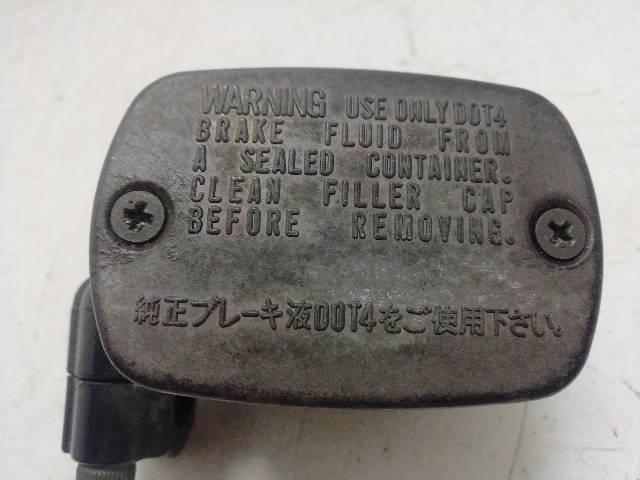 WARNING USE ONLY DOT4
BRAKE FLUID FROM
A SEALED CONTAINER.
CLEAN FILLER CAP
BEFORE REMOVING.
純正ブレーキ液DOT4をご使用下さい。